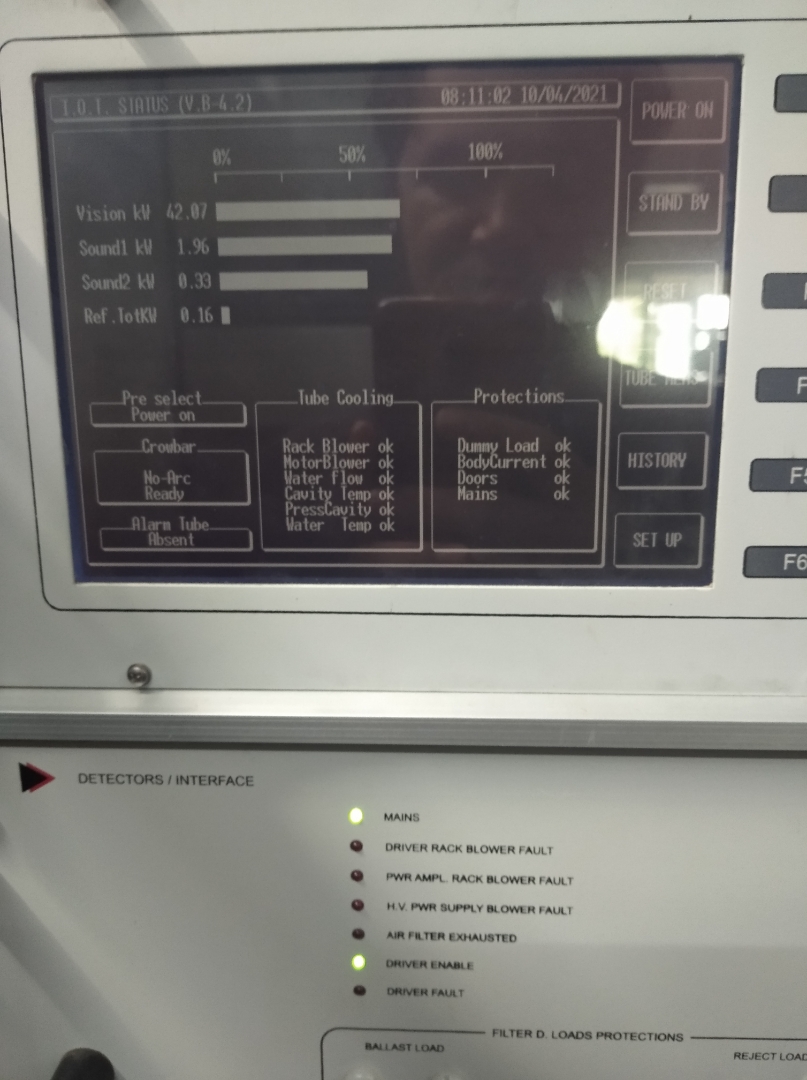 I.O.T. STATUS (V.B-4.2) 08:11:02 10/04/2021
POWER ON
0% 50% 100%
Vision kW 42.07
STAND BY
Sound1 kW 1.96
Sound2 kW 0.33
RESET
Ref.TotKW 0.16
TUBE
Pre select
Power on
Crowbar
No-Arc
Ready
Alarm Tube
Absent
Tube Cooling
Rack Blower ok
MotorBlower ok
Water flow ok
Cavity Temp ok
PressCavity ok
Water Temp ok
Protections
Dummy Load ok
BodyCurrent ok
Doors ok
Mains ok
HISTORY
SET UP
F5
F6
DETECTORS / INTERFACE
MAINS
DRIVER RACK BLOWER FAULT
PWR AMPL. RACK BLOWER FAULT
H.V. PWR SUPPLY BLOWER FAULT
AIR FILTER EXHAUSTED
DRIVER ENABLE
DRIVER FAULT
FILTER D. LOADS PROTECTIONS
BALLAST LOAD
REJECT LOAD